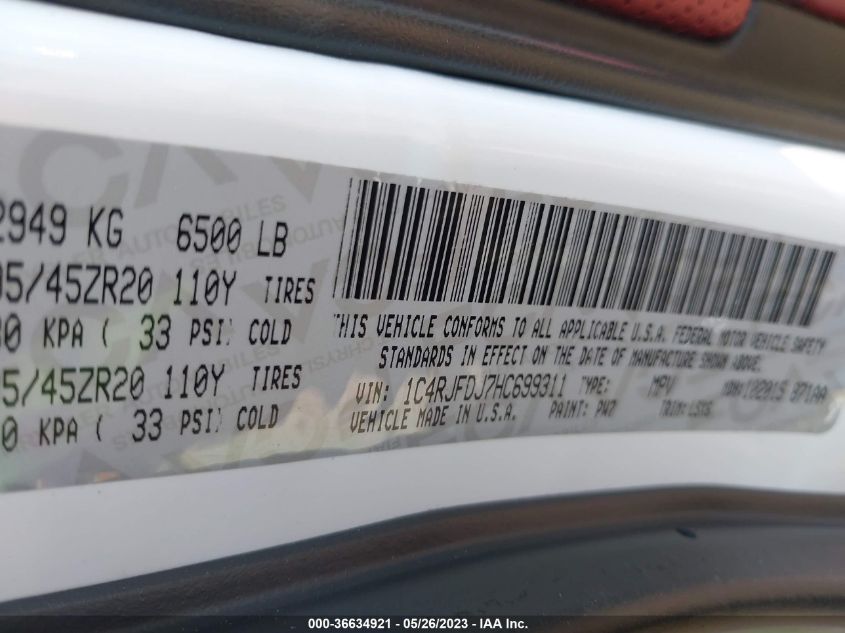 2949 KG 6500 LB
05/45ZR20 110Y TIRES
30 KPA ( 33 PSI) COLD
5/45ZR20 110Y TIRES
0 KPA ( 33 PSI) COLD
THIS VEHICLE CONFORMS TO ALL APPLICABLE U.S.A. FEDERAL MOTOR VEHICLE SAFETY
STANDARDS IN EFFECT ON THE DATE OF MANUFACTURE SHOWN ABOVE.
VIN: 1C4RJFDJ7HC699311 TYPE: MPV
VEHICLE MADE IN U.S.A. PAINT: PW7 TRIM:
000-36634921 - 05/26/2023 - IAA Inc.